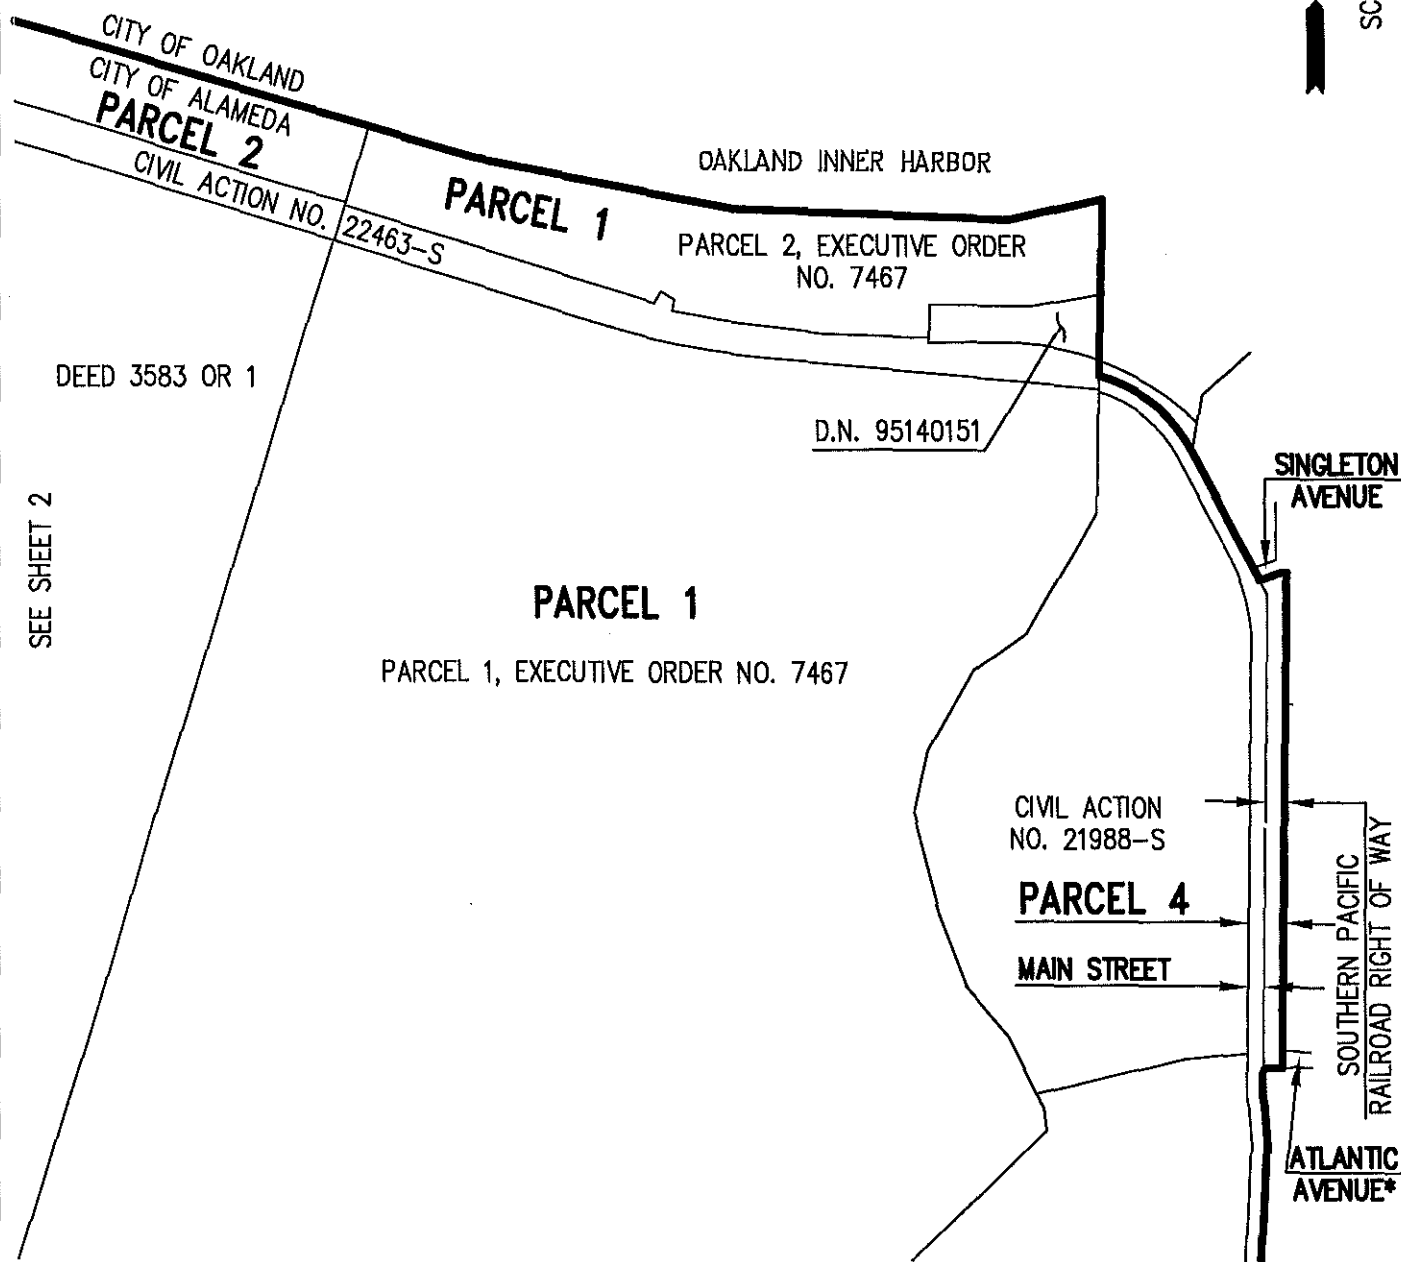 SC
CITY OF OAKLAND
CITY OF ALAMEDA
PARCEL 2
CIVIL ACTION NO. 22463-S
OAKLAND INNER HARBOR
PARCEL 1
PARCEL 2, EXECUTIVE ORDER
NO. 7467
DEED 3583 OR 1
D.N. 95140151
SINGLETON
AVENUE
SEE SHEET 2
PARCEL 1
PARCEL 1, EXECUTIVE ORDER NO. 7467
CIVIL ACTION
NO. 21988-S
PARCEL 4
MAIN STREET
SOUTHERN PACIFIC
RAILROAD RIGHT OF WAY
ATLANTIC
AVENUE*